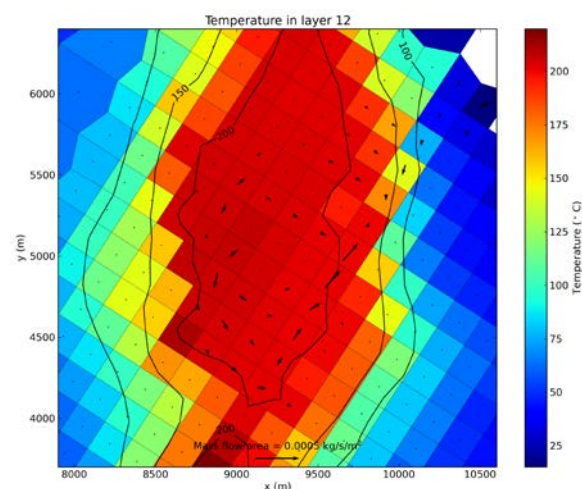 Temperature in layer 12
6000
5500
5000
4500
4000
y (m)
8000 8500 9000 9500 10000 10500
x (m)
150
200
100
200
Mass flow/area = 0.0005 kg/s/m²
200
175
150
125
100
75
50
25
Temperature (° C)